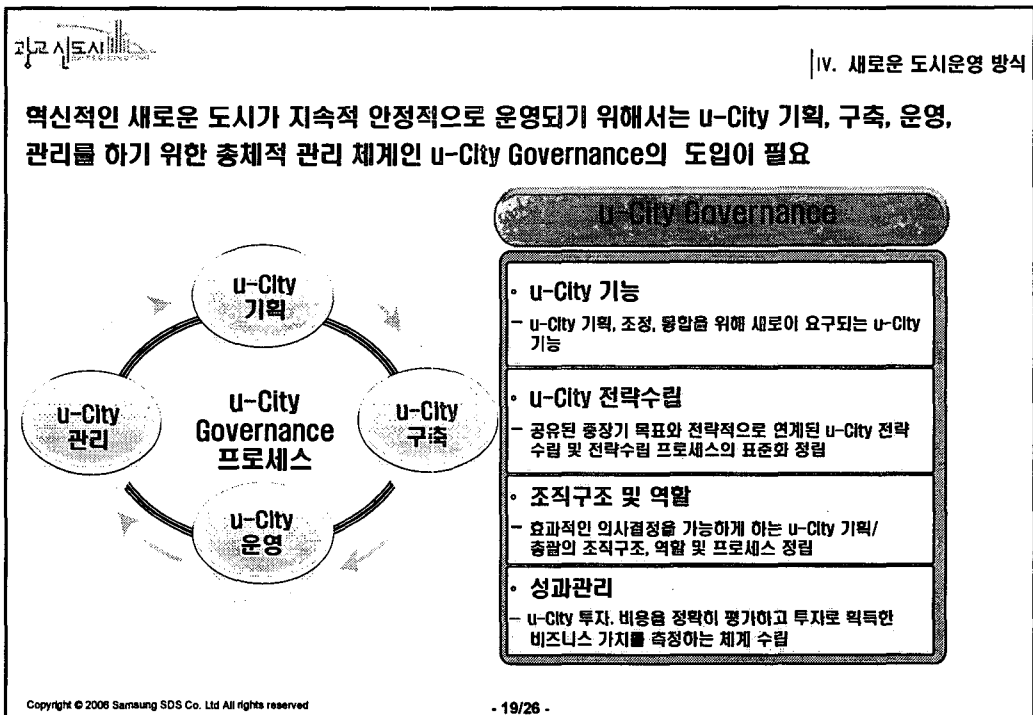 광교신도시
IV. 새로운 도시운영 방식
혁신적인 새로운 도시가 지속적 안정적으로 운영되기 위해서는 u-City 기획, 구축, 운영,
관리를 하기 위한 총체적 관리 체계인 u-City Governance의 도입이 필요
u-City Governance
u-City
기획
u-City
관리
u-City
Governance
프로세스
u-City
구축
u-City
운영
• u-City 기능
- u-City 기획, 조정, 통합을 위해 새로이 요구되는 u-City
기능
• u-City 전략수립
- 공유된 중장기 목표와 전략적으로 연계된 u-City 전략
수립 및 전략수립 프로세스의 표준화 정립
• 조직구조 및 역할
- 효과적인 의사결정을 가능하게 하는 u-City 기획/
총괄의 조직구조, 역할 및 프로세스 정립
• 성과관리
- u-City 투자. 비용을 정확히 평가하고 투자로 획득한
비즈니스 가치를 측정하는 체계 수립
Copyright © 2006 Samsung SDS Co. Ltd All rights reserved
- 19/26 -